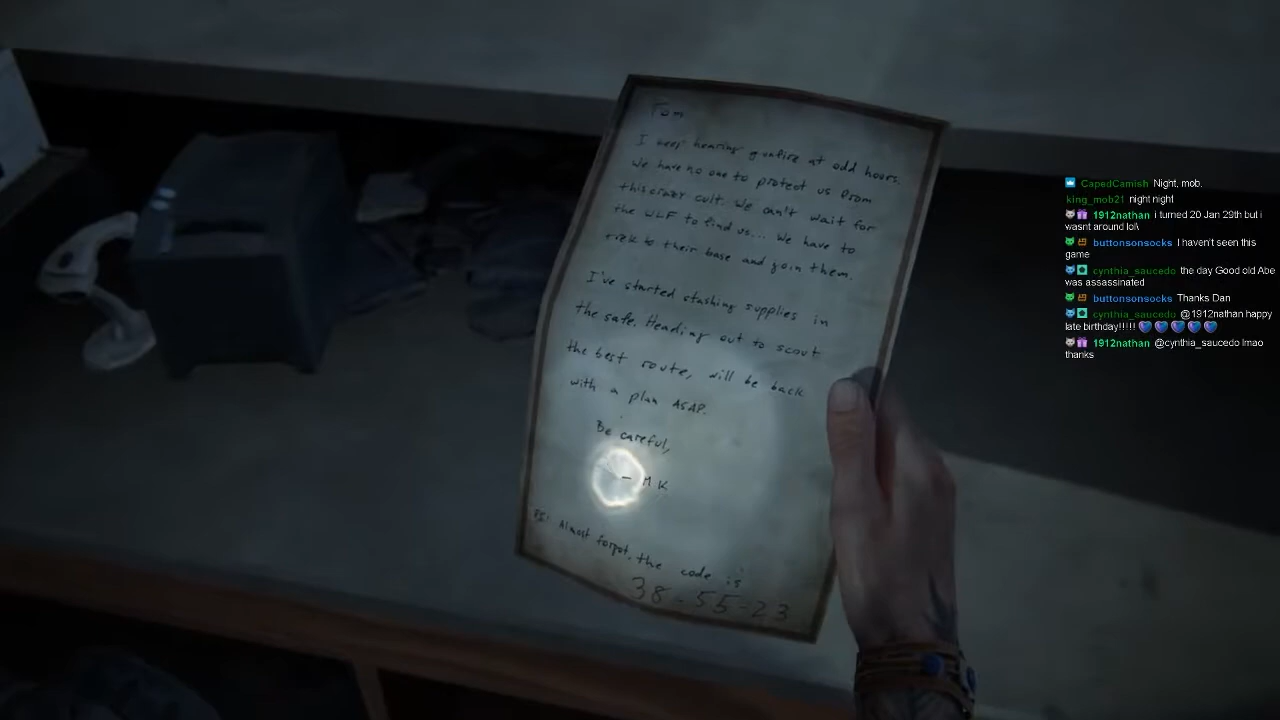 Tom
I keep hearing gunfire at odd hours.
We have no one to protect us from
this crazy cult. We can't wait for
the WLF to find us... We have to
trek to their base and join them.
I've started stashing supplies in
the safe. Heading out to scout
the best route, will be back
with a plan ASAP.
Be careful,
- MK
PS: Almost forgot, the code is
38-55-23
CapedCamish Night, mob.
king_mob21 night night
1912nathan i turned 20 Jan 29th but i
wasnt around lol\
buttonsonsocks I haven't seen this
game
cynthia_saucedo the day Good old Abe
was assassinated
buttonsonsocks Thanks Dan
cynthia_saucedo @1912nathan happy
late birthday!!!!! 💙💙💙💙💙
1912nathan @cynthia_saucedo lmao
thanks